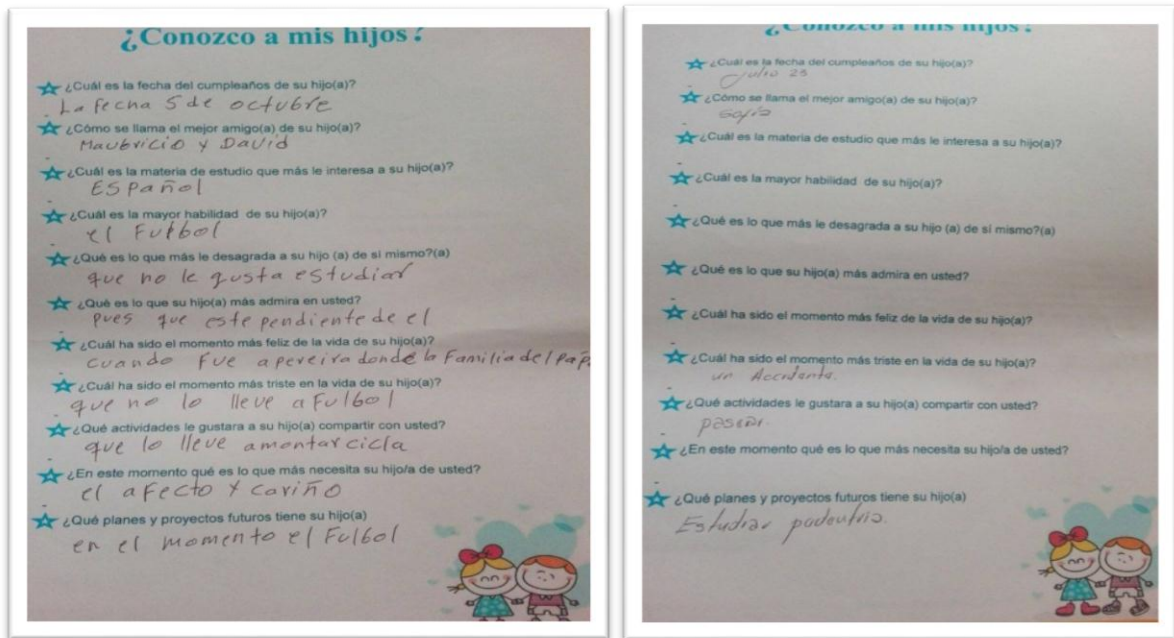 ¿Conozco a mis hijos?
¿Cuál es la fecha del cumpleaños de su hijo(a)?
La fecha 5 de octubre
¿Cómo se llama el mejor amigo(a) de su hijo(a)?
Maubricio y David
¿Cuál es la materia de estudio que más le interesa a su hijo(a)?
ESPañol
¿Cuál es la mayor habilidad de su hijo(a)?
el Futbol
¿Qué es lo que más le desagrada a su hijo (a) de si mismo?(a)
que no le gusta estudiar
¿Qué es lo que su hijo(a) más admira en usted?
pues que este pendiente de el
¿Cuál ha sido el momento más feliz de la vida de su hijo(a)?
cuando fue a pereira donde la Familia del pap
¿Cuál ha sido el momento más triste en la vida de su hijo(a)?
que no lo lleve a Fulbol
¿Qué actividades le gustara a su hijo(a) compartir con usted?
que lo lleve amontar cicla
¿En este momento qué es lo que más necesita su hijo/a de usted?
el aFecto y cariño
¿Qué planes y proyectos futuros tiene su hijo(a)
en el momento el Fulbol
¿Conozco a mis hijos?
¿Cuál es la fecha del cumpleaños de su hijo(a)?
Julio 23
¿Cómo se llama el mejor amigo(a) de su hijo(a)?
Sofía
¿Cuál es la materia de estudio que más le interesa a su hijo(a)?
¿Cuál es la mayor habilidad de su hijo(a)?
¿Qué es lo que más le desagrada a su hijo (a) de si mismo?(a)
¿Qué es lo que su hijo(a) más admira en usted?
¿Cuál ha sido el momento más feliz de la vida de su hijo(a)?
¿Cuál ha sido el momento más triste en la vida de su hijo(a)?
un Accidente.
¿Qué actividades le gustara a su hijo(a) compartir con usted?
pasear.
¿En este momento qué es lo que más necesita su hijo/a de usted?
¿Qué planes y proyectos futuros tiene su hijo(a)
Estudiar